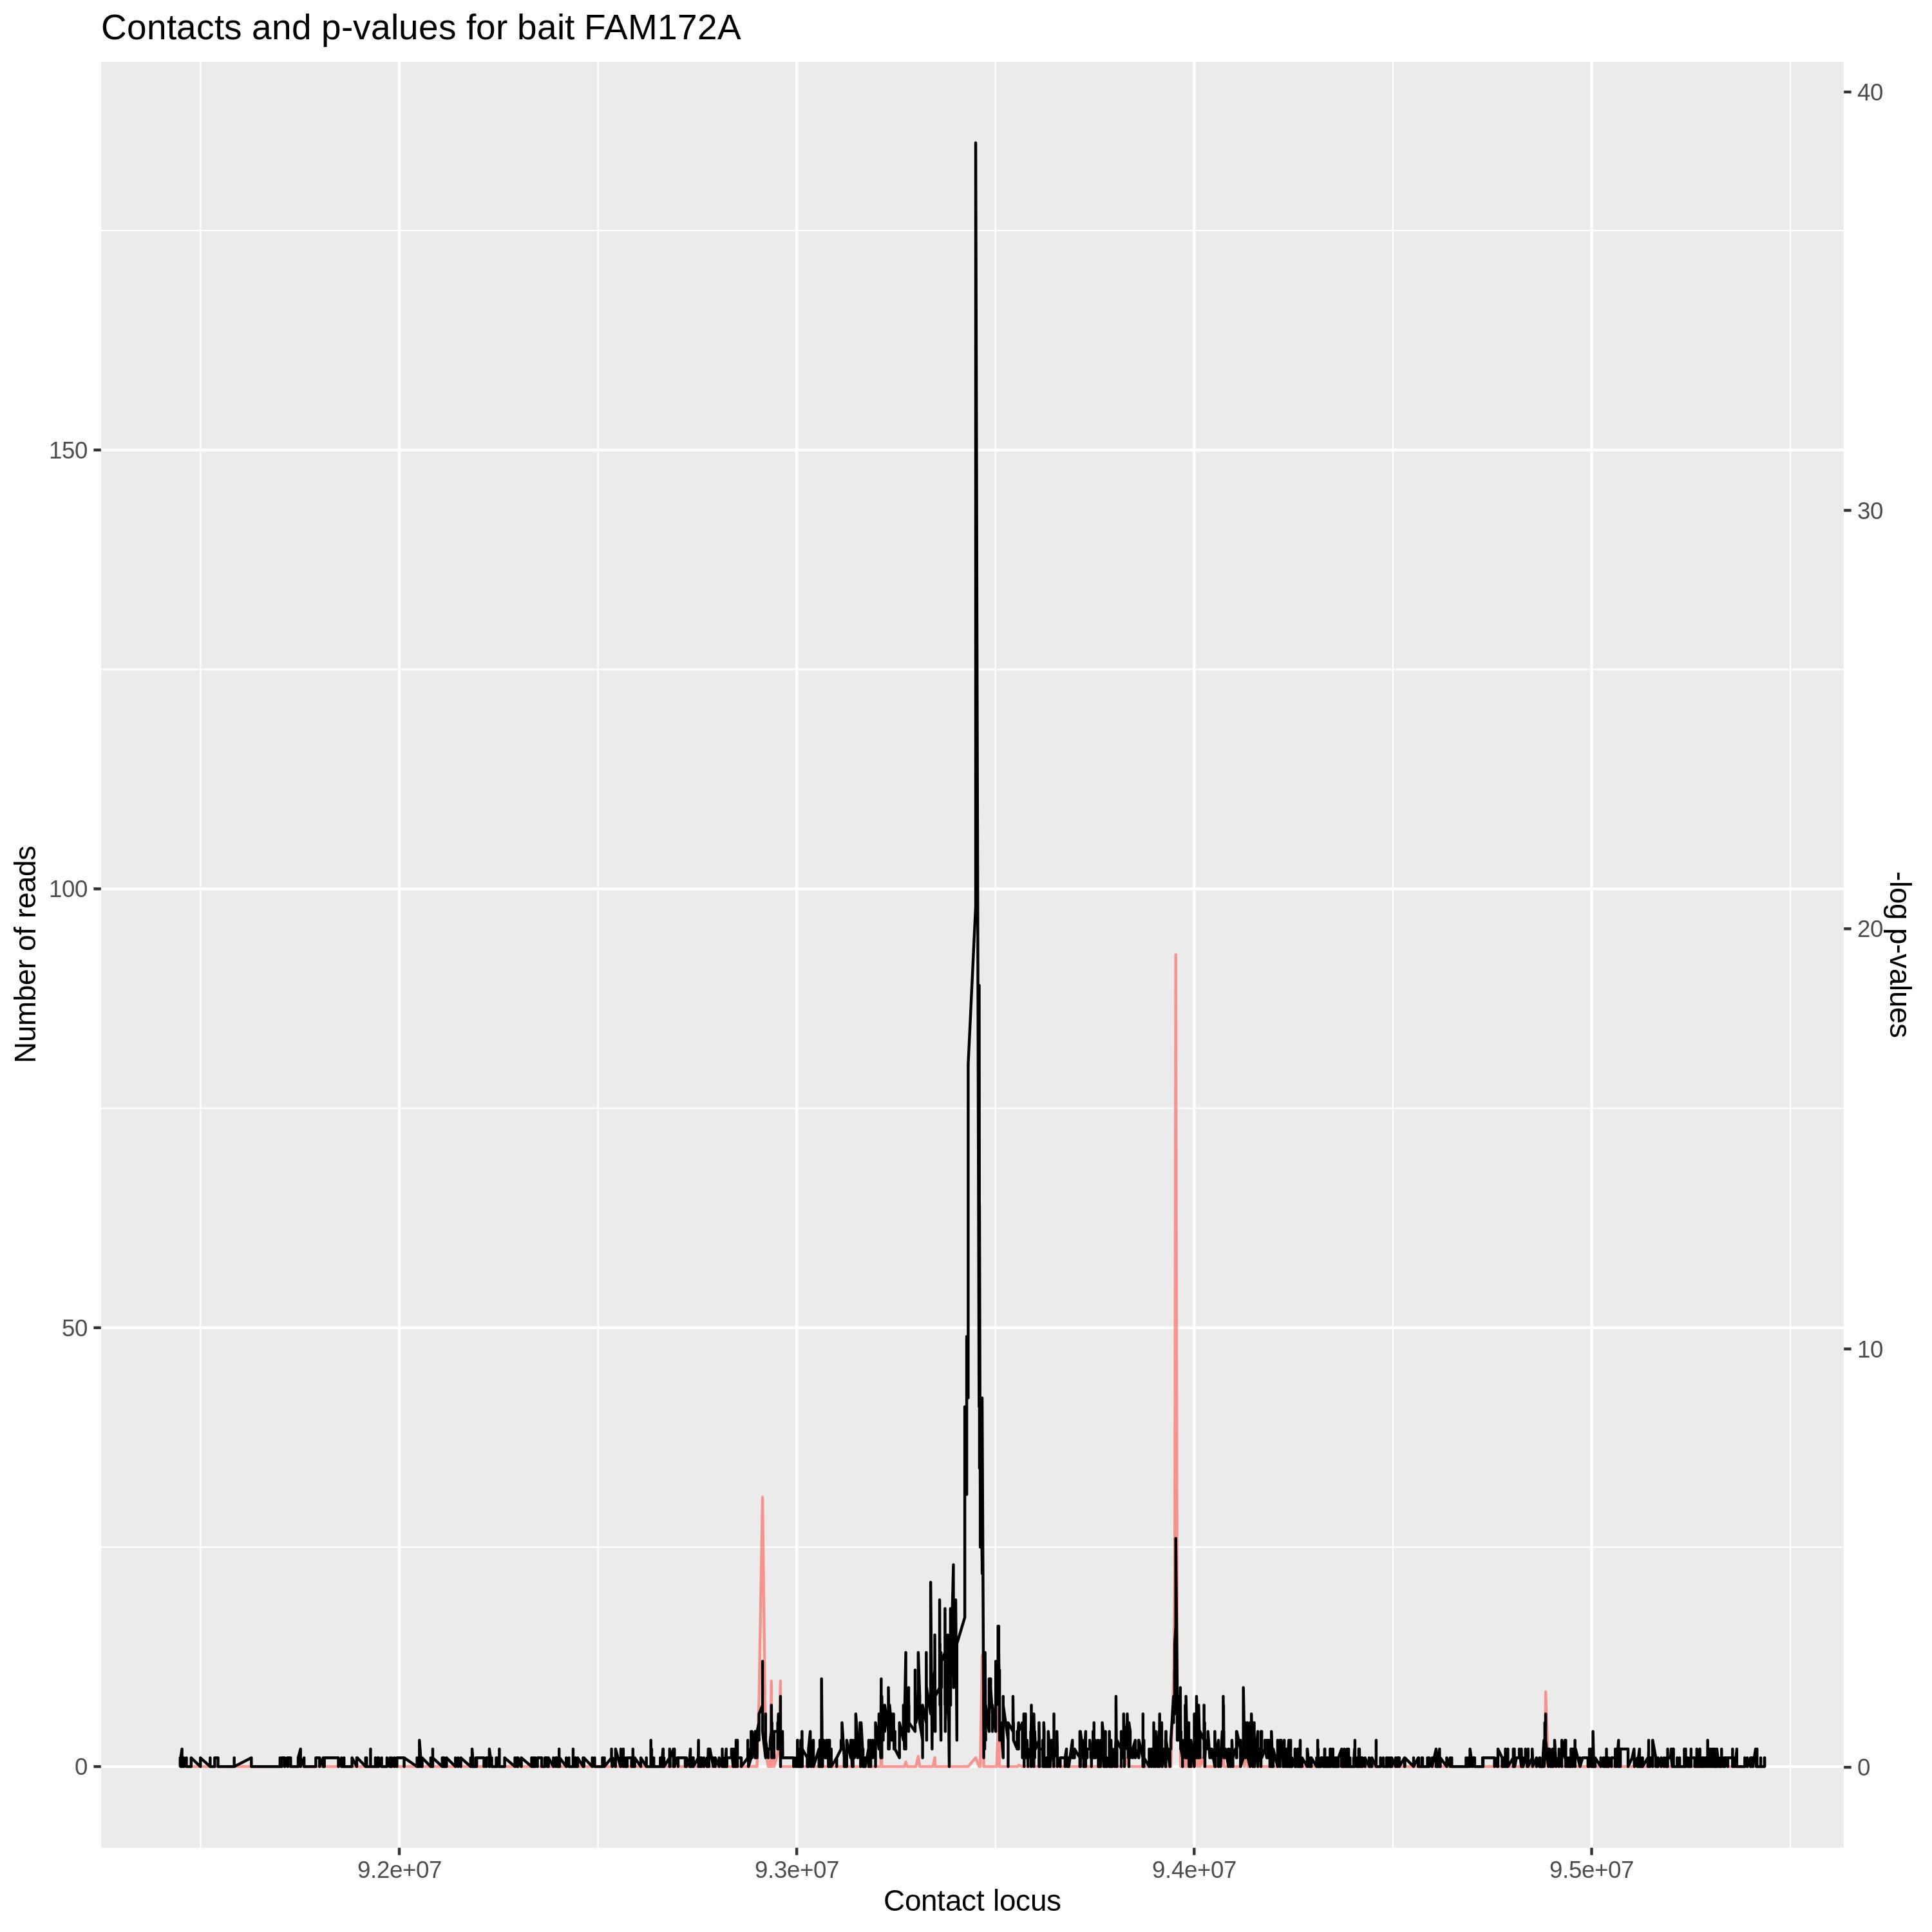 Contacts and p-values for bait FAM172A
40
150
30
Number of reads
100
20
-log p-values
50
10
0
0
9.2e+07
9.3e+07
9.4e+07
9.5e+07
Contact locus